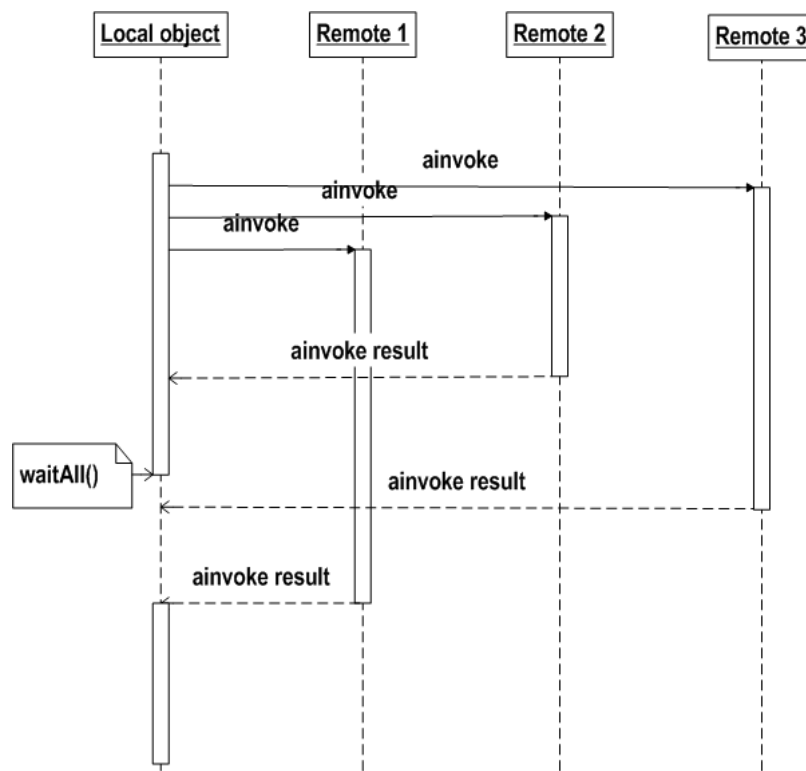 Local object
Remote 1
Remote 2
Remote 3
ainvoke
ainvoke
ainvoke
ainvoke result
waitAll()
ainvoke result
ainvoke result